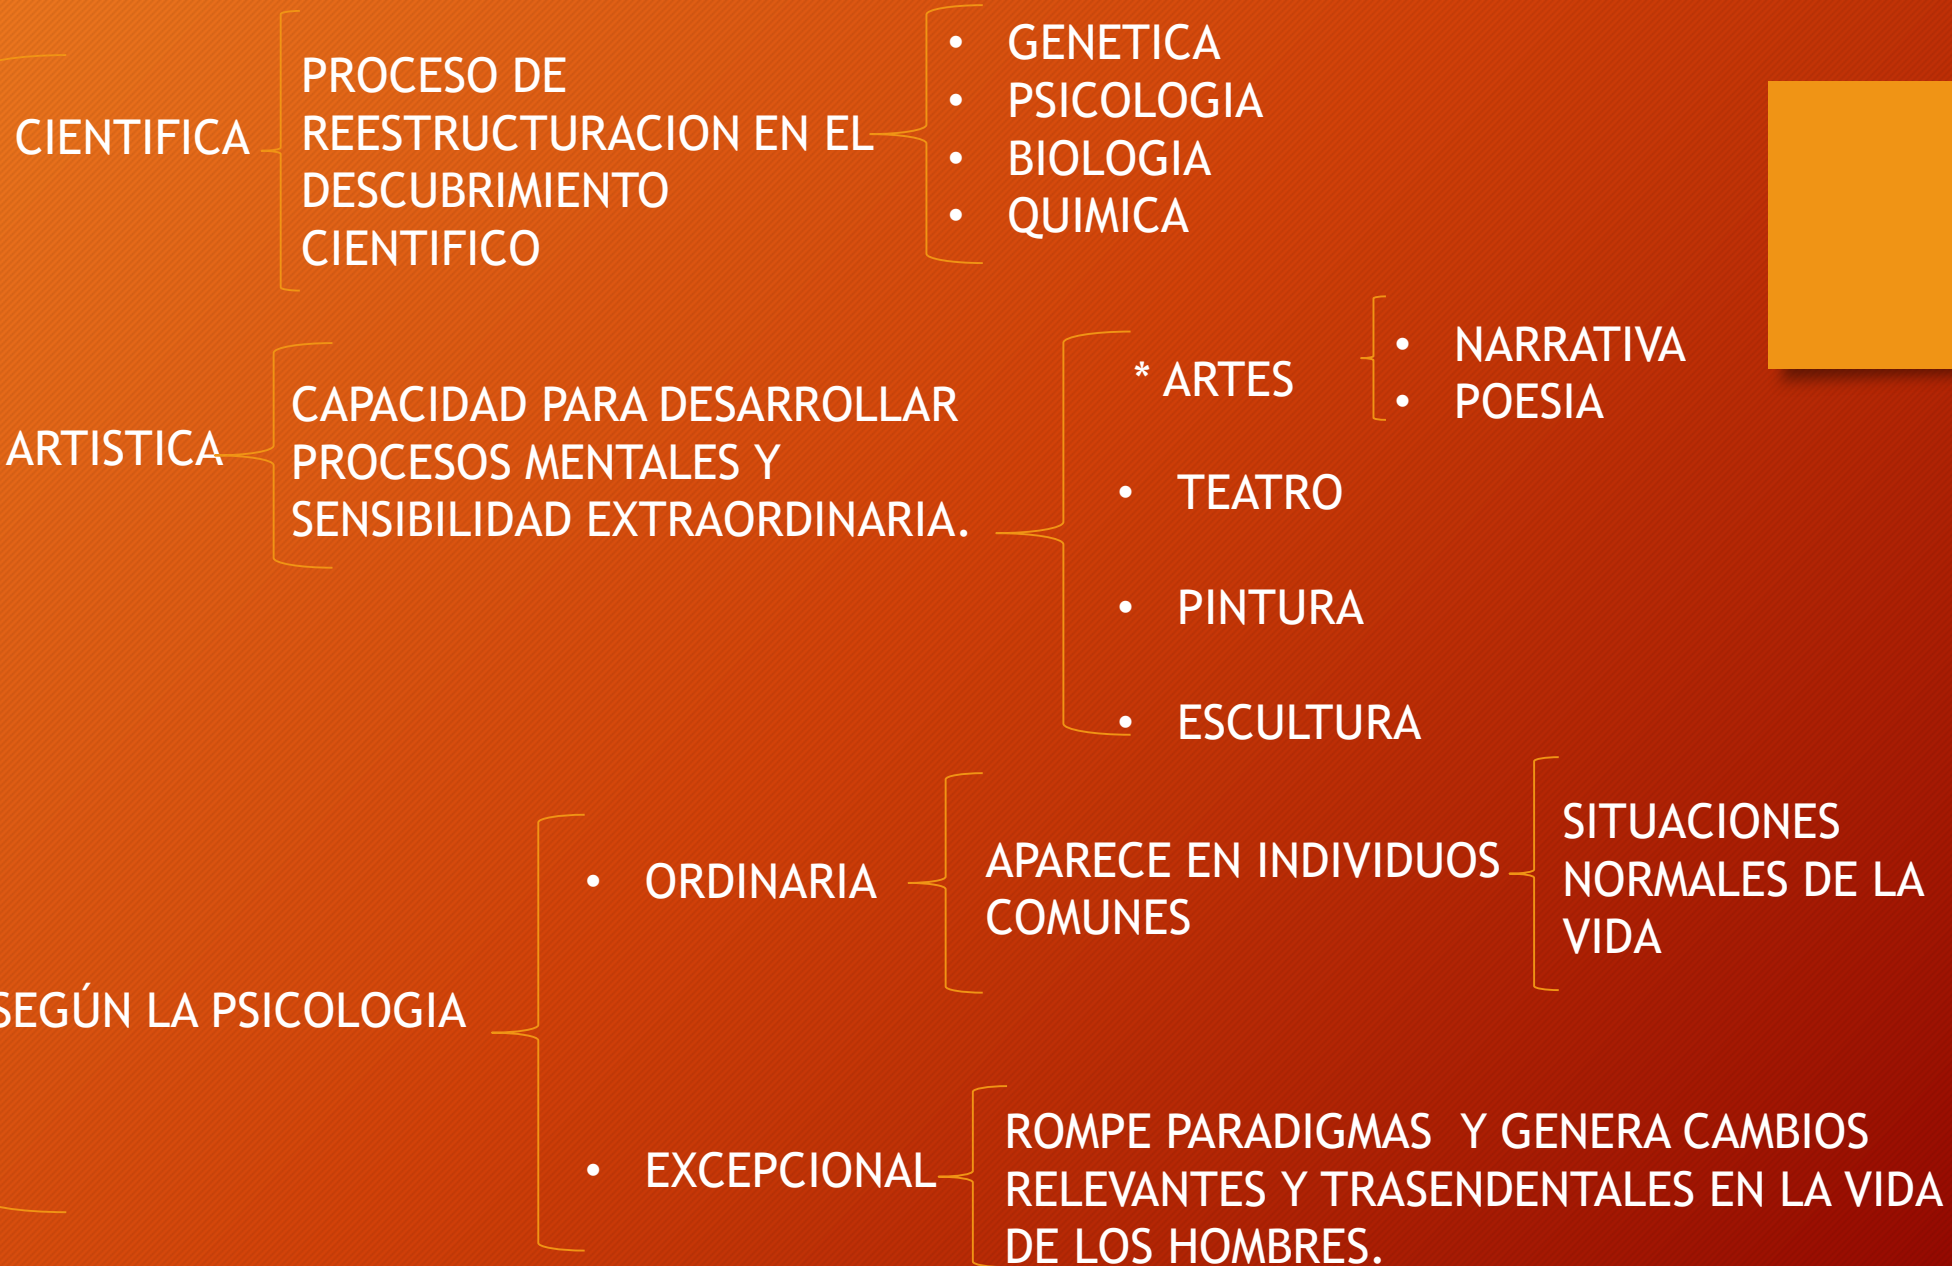 CIENTIFICA
PROCESO DE
REESTRUCTURACION EN EL
DESCUBRIMIENTO
CIENTIFICO
• GENETICA
• PSICOLOGIA
• BIOLOGIA
• QUIMICA
ARTISTICA
CAPACIDAD PARA DESARROLLAR
PROCESOS MENTALES Y
SENSIBILIDAD EXTRAORDINARIA.
* ARTES
• NARRATIVA
• POESIA
• TEATRO
• PINTURA
• ESCULTURA
SEGÚN LA PSICOLOGIA
• ORDINARIA
APARECE EN INDIVIDUOS
COMUNES
SITUACIONES
NORMALES DE LA
VIDA
• EXCEPCIONAL
ROMPE PARADIGMAS Y GENERA CAMBIOS
RELEVANTES Y TRASENDENTALES EN LA VIDA
DE LOS HOMBRES.